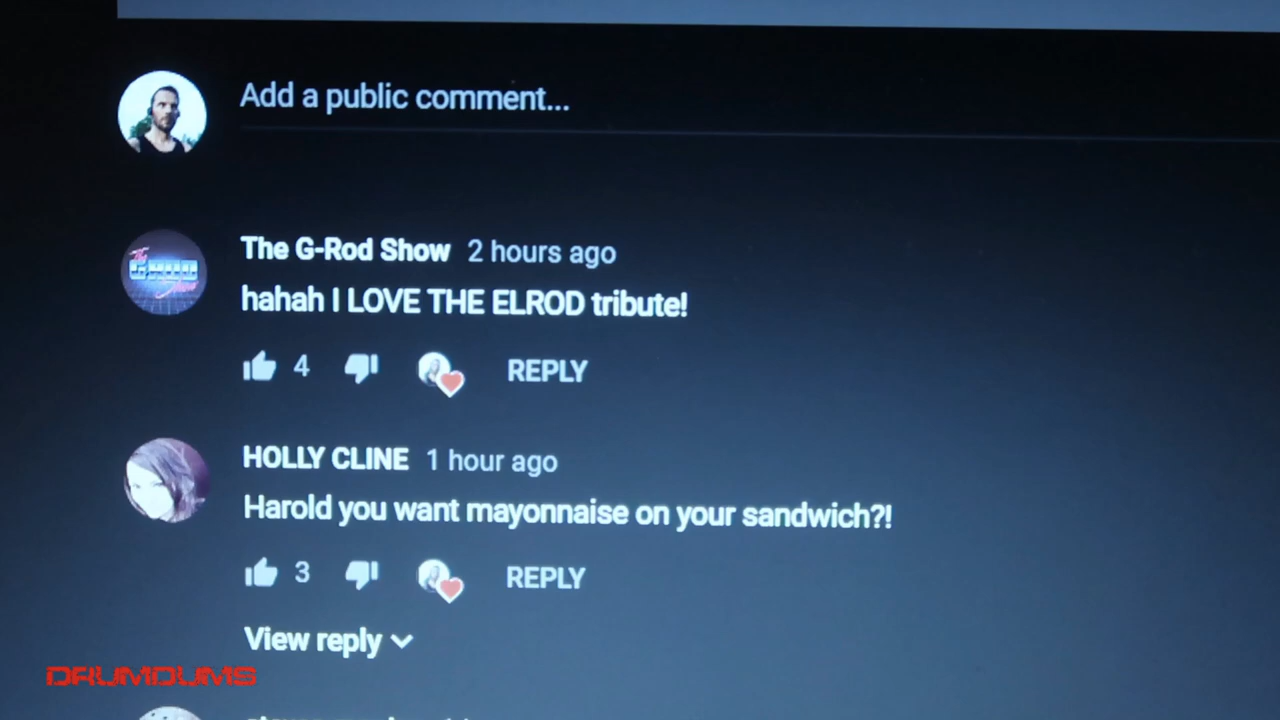 Add a public comment...
The G-Rod Show 2 hours ago
hahah I LOVE THE ELROD tribute!
4 REPLY
HOLLY CLINE 1 hour ago
Harold you want mayonnaise on your sandwich?!
3 REPLY
View reply
DRUMDUMS